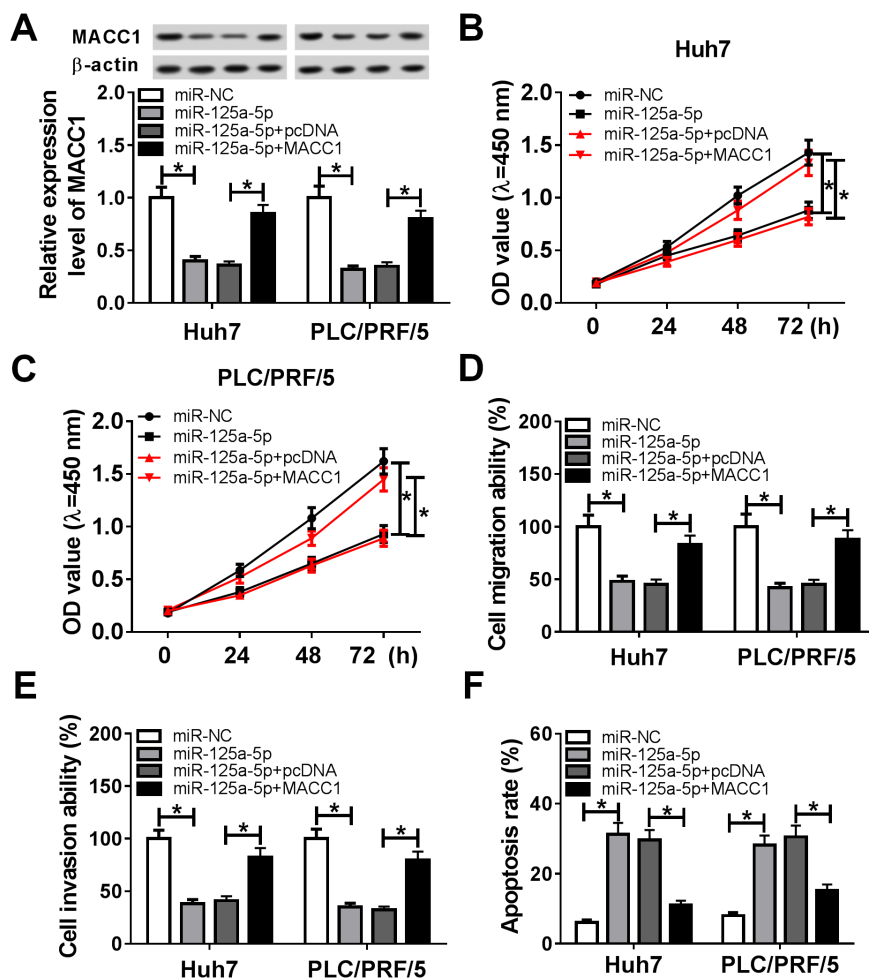 A
MACC1
β-actin
miR-NC
miR-125a-5p
miR-125a-5p+pcDNA
miR-125a-5p+MACC1
Relative expression
level of MACC1
2.0
1.5
1.0
0.5
0.0
* * * *
Huh7 PLC/PRF/5
B
Huh7
miR-NC
miR-125a-5p
miR-125a-5p+pcDNA
miR-125a-5p+MACC1
OD value (λ=450 nm)
2.0
1.5
1.0
0.5
0.0
* *
0 24 48 72 (h)
C
PLC/PRF/5
miR-NC
miR-125a-5p
miR-125a-5p+pcDNA
miR-125a-5p+MACC1
OD value (λ=450 nm)
2.0
1.5
1.0
0.5
0.0
* *
0 24 48 72 (h)
D
miR-NC
miR-125a-5p
miR-125a-5p+pcDNA
miR-125a-5p+MACC1
Cell migration ability (%)
200
150
100
50
0
* * * *
Huh7 PLC/PRF/5
E
miR-NC
miR-125a-5p
miR-125a-5p+pcDNA
miR-125a-5p+MACC1
Cell invasion ability (%)
200
150
100
50
0
* * * *
Huh7 PLC/PRF/5
F
miR-NC
miR-125a-5p
miR-125a-5p+pcDNA
miR-125a-5p+MACC1
Apoptosis rate (%)
60
40
20
0
* * * *
Huh7 PLC/PRF/5